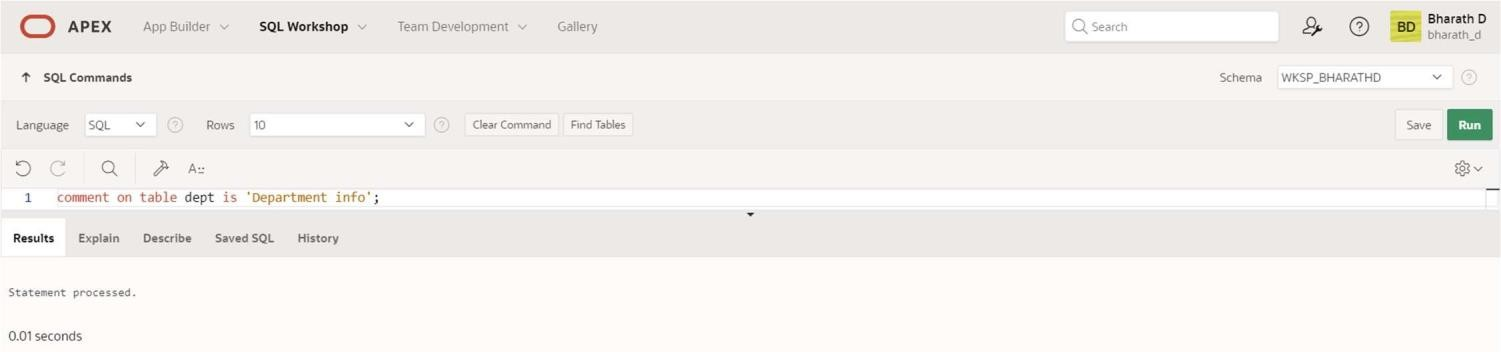 APEX App Builder SQL Workshop Team Development Gallery Search BD Bharath D
bharath_d
SQL Commands Schema WKSP_BHARATHD
Language SQL Rows 10 Clear Command Find Tables Save Run
A::
1 comment on table dept is 'Department info';
Results Explain Describe Saved SQL History
Statement processed.
0.01 seconds